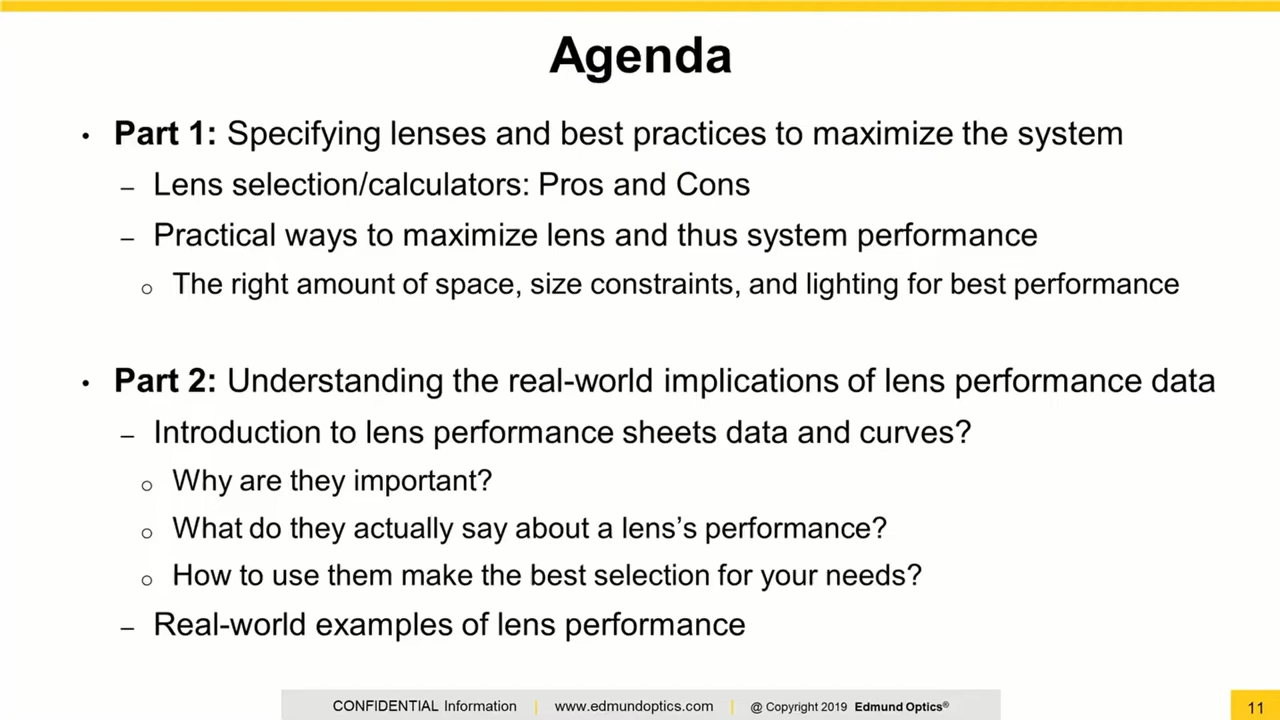 Agenda
• Part 1: Specifying lenses and best practices to maximize the system
– Lens selection/calculators: Pros and Cons
– Practical ways to maximize lens and thus system performance
o The right amount of space, size constraints, and lighting for best performance
• Part 2: Understanding the real-world implications of lens performance data
– Introduction to lens performance sheets data and curves?
o Why are they important?
o What do they actually say about a lens’s performance?
o How to use them make the best selection for your needs?
– Real-world examples of lens performance
CONFIDENTIAL Information | www.edmundoptics.com | @ Copyright 2019 Edmund Optics® 11